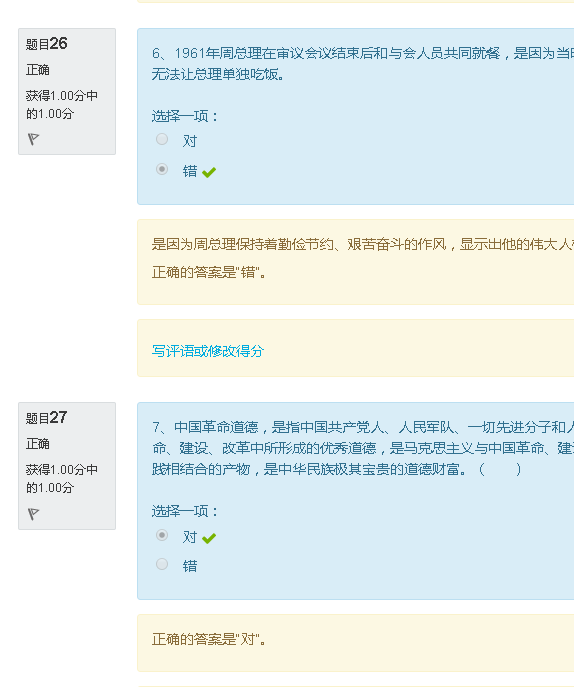 题目26
正确
获得1.00分中
的1.00分
6、1961年周总理在审议会议结束后和与会人员共同就餐，是因为当
无法让总理单独吃饭。
选择一项：
对
错
是因为周总理保持着勤俭节约、艰苦奋斗的作风，显示出他的伟大人
正确的答案是"错"。
写评语或修改得分
题目27
正确
获得1.00分中
的1.00分
7、中国革命道德，是指中国共产党人、人民军队、一切先进分子和
命、建设、改革中所形成的优秀道德，是马克思主义与中国革命、建
践相结合的产物，是中华民族极其宝贵的道德财富。（ ）
选择一项：
对
错
正确的答案是"对"。